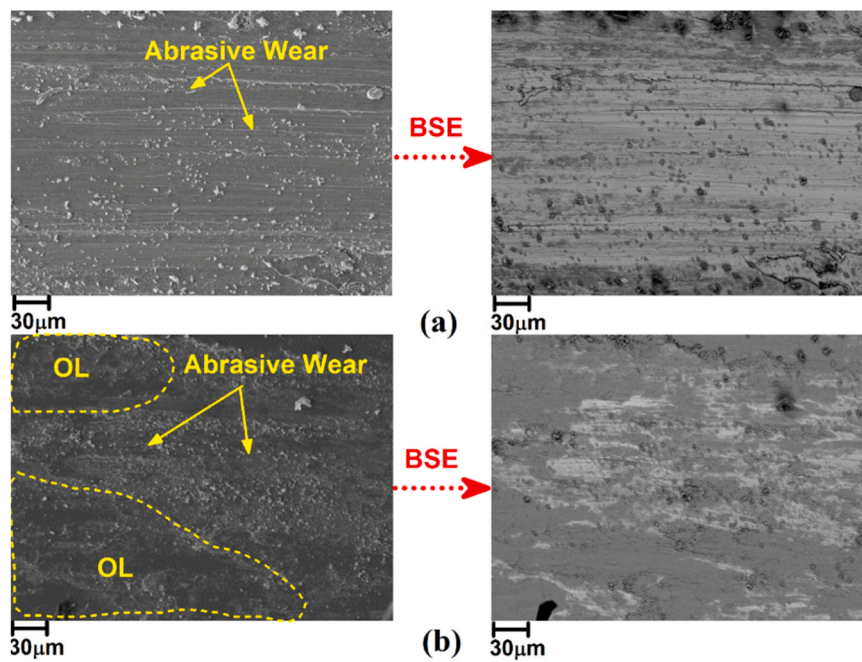 Abrasive Wear
BSE
30μm
(a)
30μm
OL
Abrasive Wear
BSE
OL
30μm
(b)
30μm